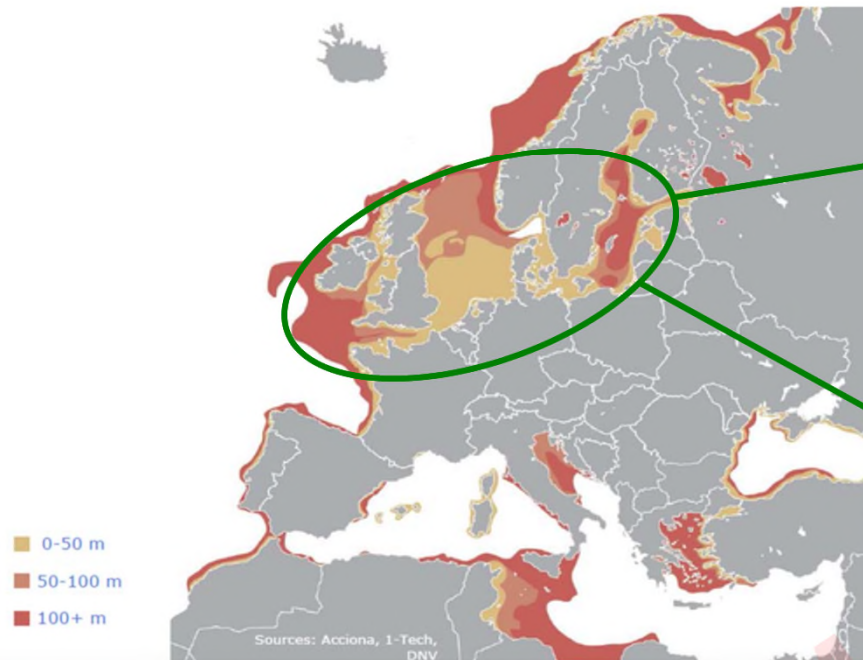 0-50 m
50-100 m
100+ m
Sources: Acciona, 1-Tech,
DNV